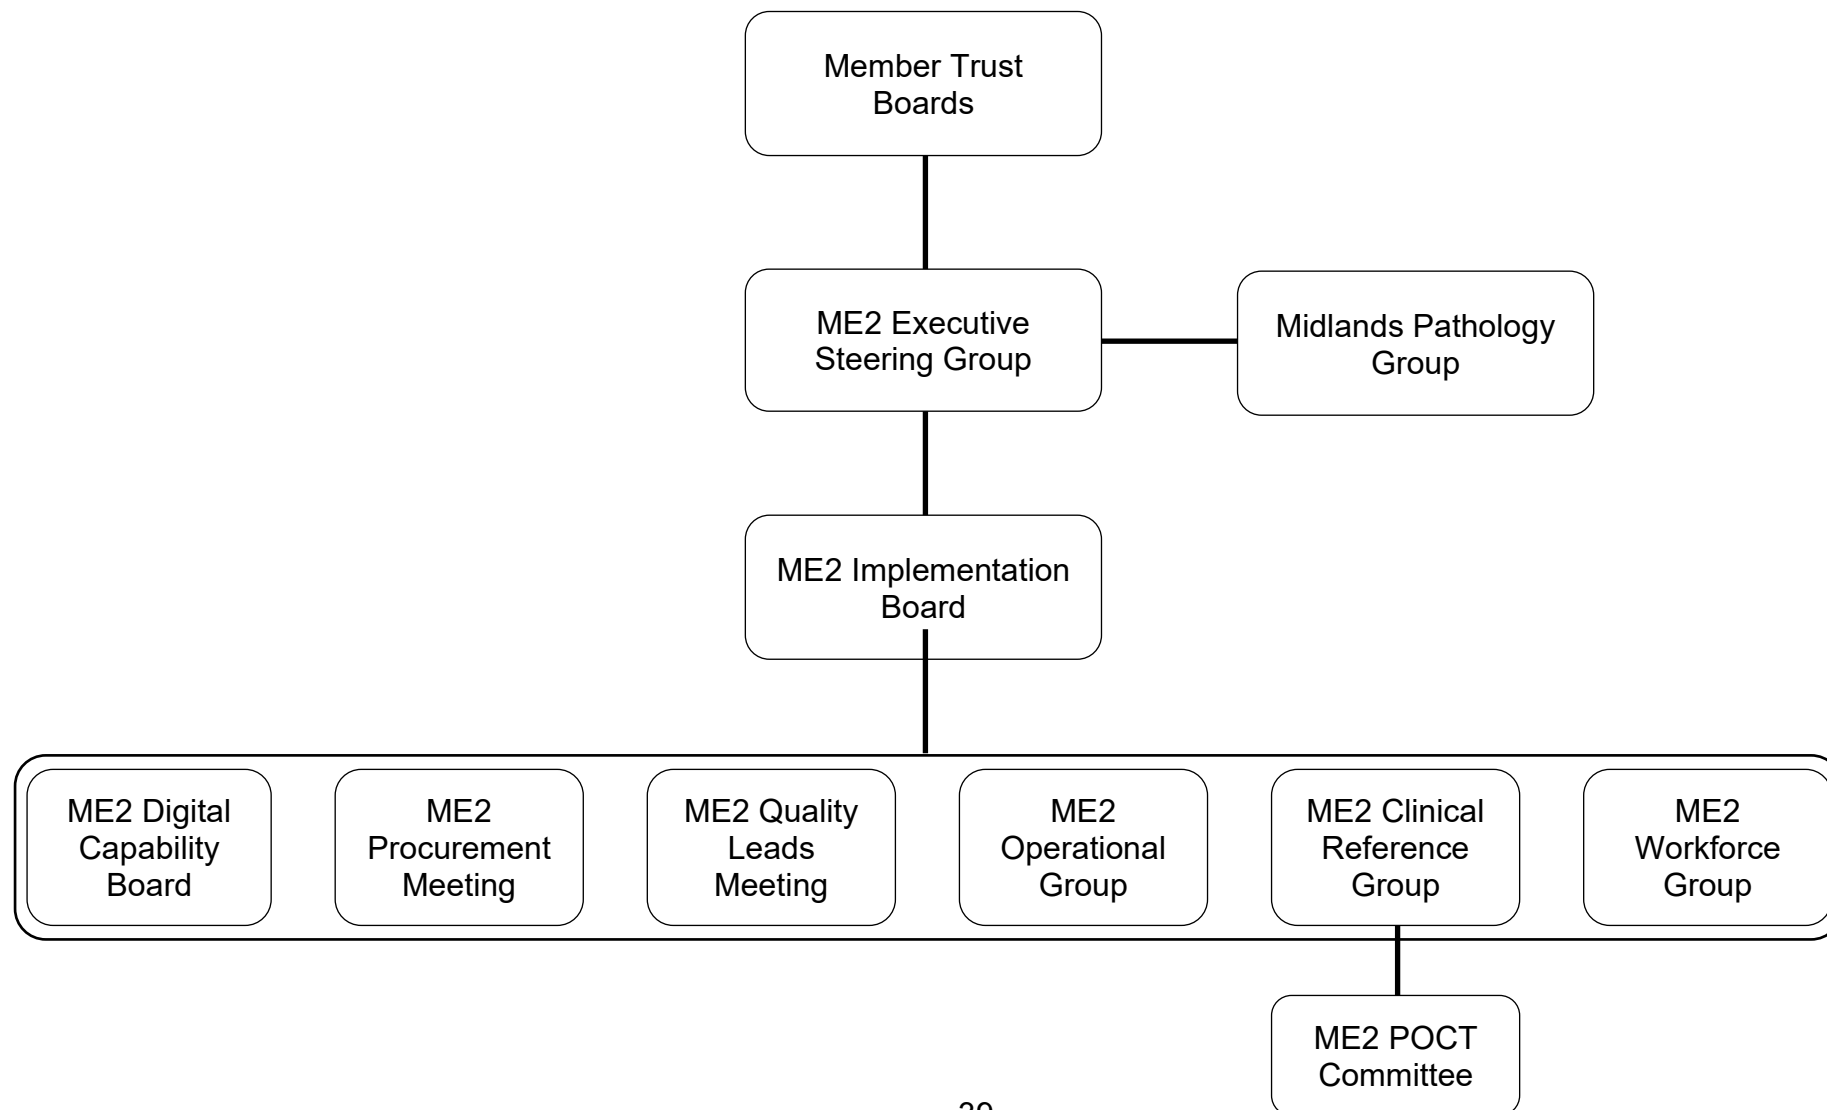 Member Trust
Boards
ME2 Executive
Steering Group
Midlands Pathology
Group
ME2 Implementation
Board
ME2 Digital
Capability
Board
ME2
Procurement
Meeting
ME2 Quality
Leads
Meeting
ME2
Operational
Group
ME2 Clinical
Reference
Group
ME2
Workforce
Group
ME2 POCT
Committee